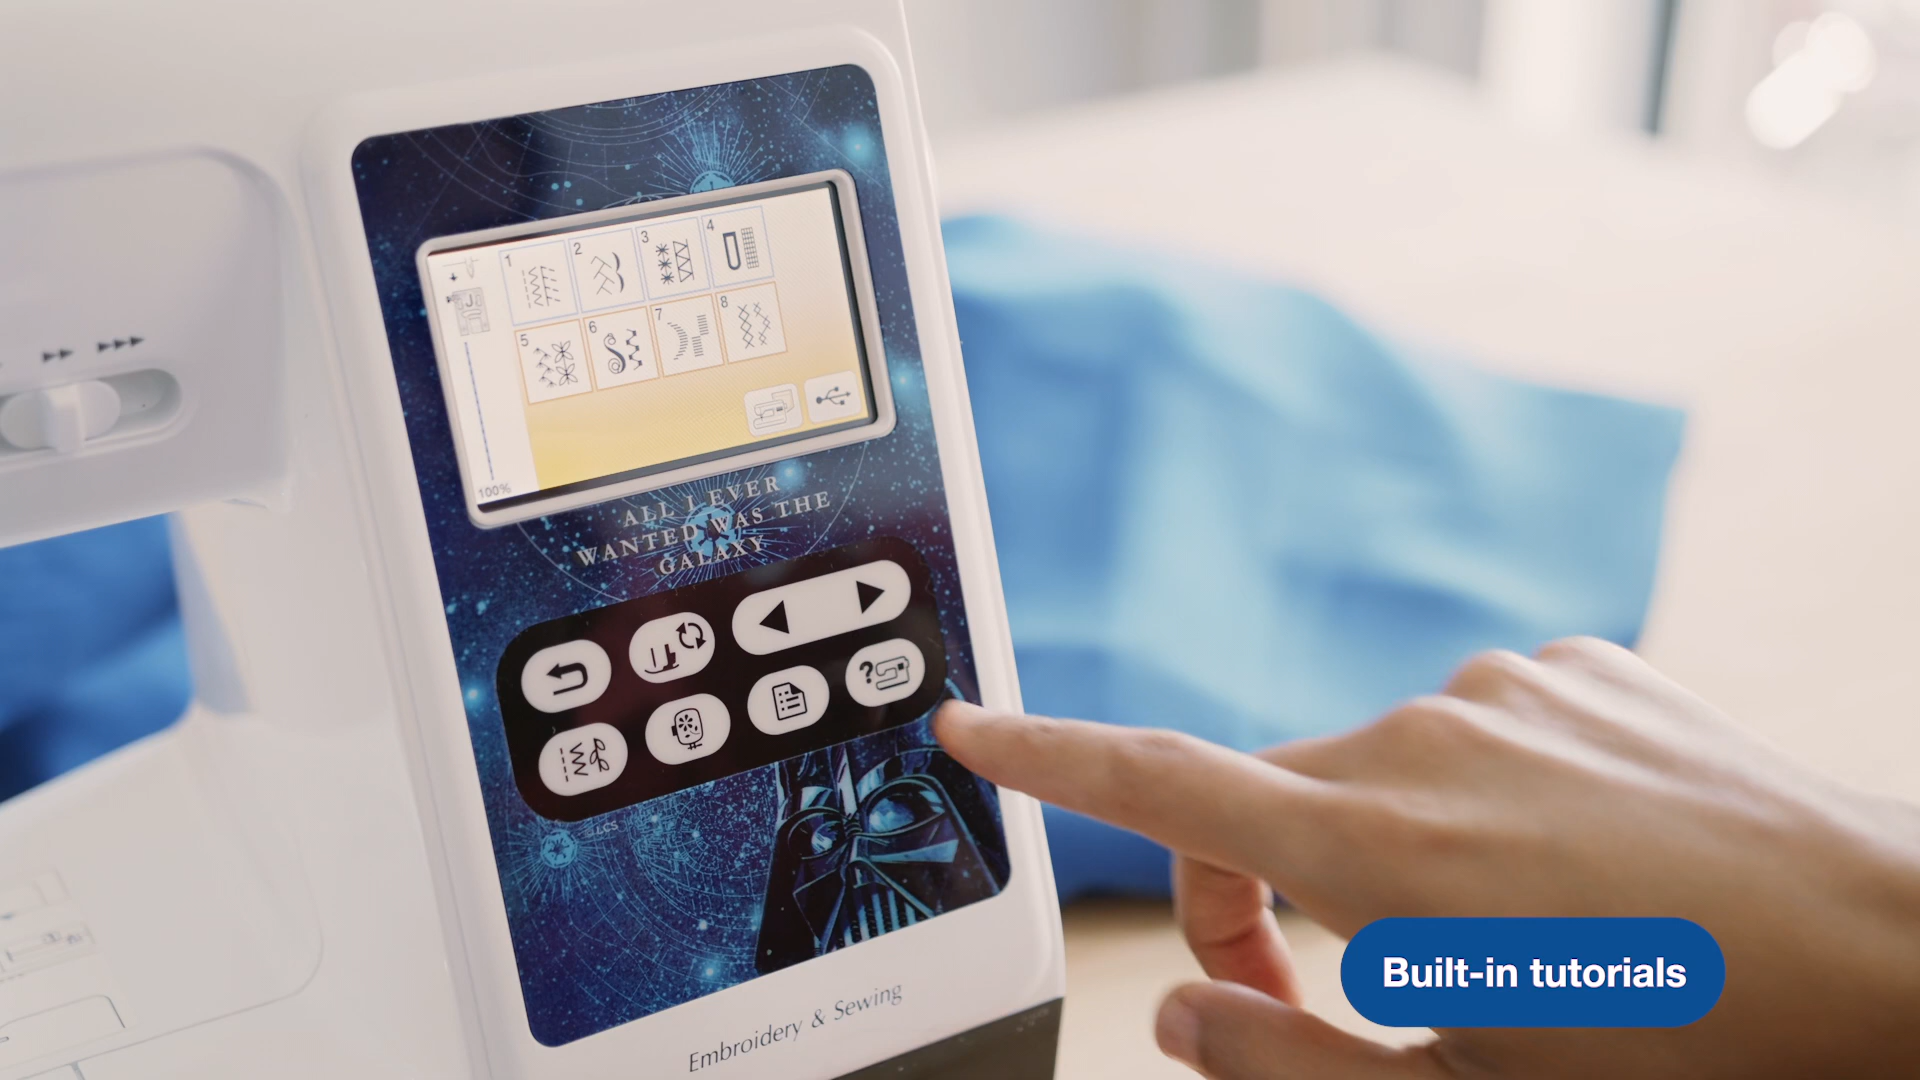 1 2 3 4
5 6 7 8
100%
ALL I EVER
WANTED WAS THE
GALAXY
?
Embroidery & Sewing
Built-in tutorials